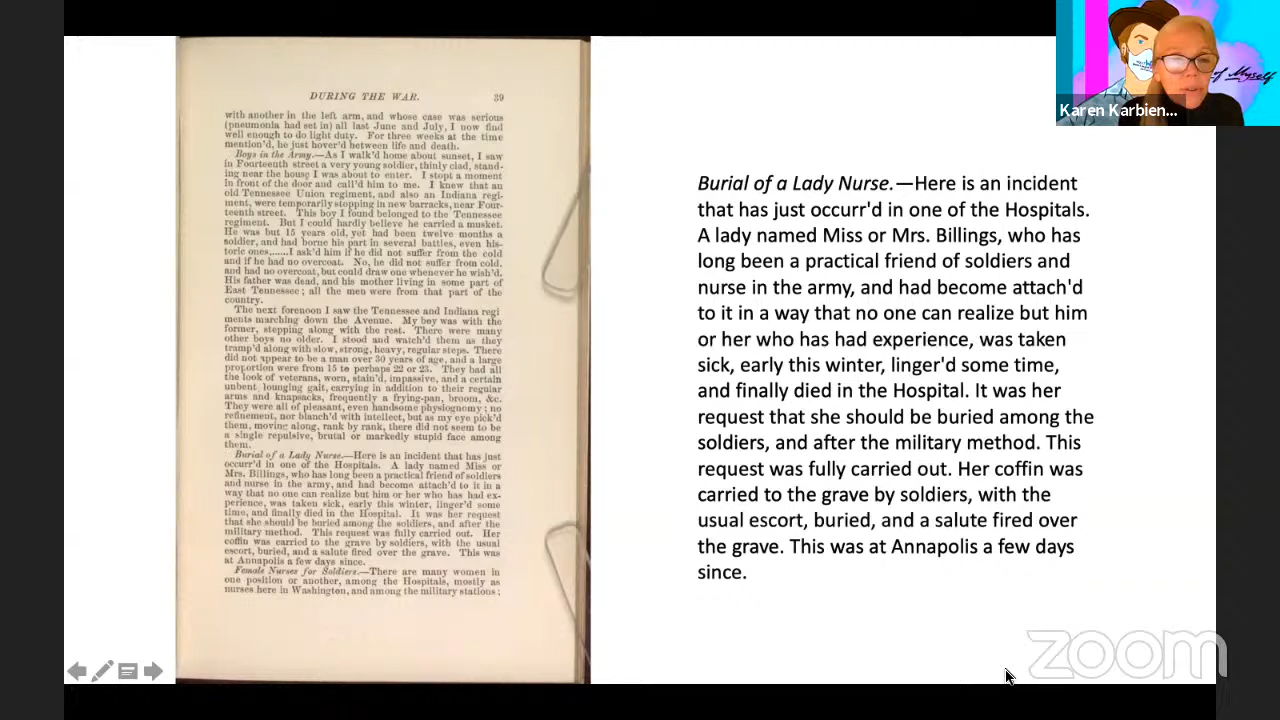 DURING THE WAR. 39
with another in the left arm, and whose case was serious
(pneumonia had set in) all last June and July, I now find
well enough to do light duty. For three weeks at the time
mention'd, he just hover'd between life and death.
Boys in the Army.—As I walk'd home about sunset, I saw
in Fourteenth street a very young soldier, thinly clad, stand-
ing near the house I was about to enter. I stopt a moment
in front of the door and call'd him to me. I knew that an
old Tennessee Union regiment, and also an Indiana regi-
ment, were temporarily stopping in new barracks, near Four-
teenth street. This boy I found belonged to the Tennessee
regiment. But I could hardly believe he carried a musket.
He was but 15 years old, yet had been twelve months a
soldier, and had borne his part in several battles, even his-
toric ones,......I ask'd him if he did not suffer from the cold
and if he had no overcoat. No, he did not suffer from cold,
and had no overcoat, but could draw one whenever he wish'd.
His father was dead, and his mother living in some part of
East Tennessee; all the men were from that part of the
country.
The next forenoon I saw the Tennessee and Indiana regi
ments marching down the Avenue. My boy was with the
former, stepping along with the rest. There were many
other boys no older. I stood and watch'd them as they
tramp'd along with slow, strong, heavy, regular steps. There
did not appear to be a man over 30 years of age, and a large
proportion were from 15 to perhaps 22 or 23. They had all
the look of veterans, worn, stain'd, impassive, and a certain
unbent, lounging gait, carrying in addition to their regular
arms and knapsacks, frequently a frying-pan, broom, &c.
They were all of pleasant, even handsome physiognomy; no
refinement, nor blanch'd with intellect, but as my eye pick'd
them, moving along, rank by rank, there did not seem to be
a single repulsive, brutal or markedly stupid face among
them.
Burial of a Lady Nurse.—Here is an incident that has just
occurr'd in one of the Hospitals. A lady named Miss or
Mrs. Billings, who has long been a practical friend of soldiers
and nurse in the army, and had become attach'd to it in a
way that no one can realize but him or her who has had ex-
perience, was taken sick, early this winter, linger'd some
time, and finally died in the Hospital. It was her request
that she should be buried among the soldiers, and after the
military method. This request was fully carried out. Her
coffin was carried to the grave by soldiers, with the usual
escort, buried, and a salute fired over the grave. This was
at Annapolis a few days since.
Female Nurses for Soldiers.—There are many women in
one position or another, among the Hospitals, mostly as
nurses here in Washington, and among the military stations;
Burial of a Lady Nurse.—Here is an incident
that has just occurr'd in one of the Hospitals.
A lady named Miss or Mrs. Billings, who has
long been a practical friend of soldiers and
nurse in the army, and had become attach'd
to it in a way that no one can realize but him
or her who has had experience, was taken
sick, early this winter, linger'd some time,
and finally died in the Hospital. It was her
request that she should be buried among the
soldiers, and after the military method. This
request was fully carried out. Her coffin was
carried to the grave by soldiers, with the
usual escort, buried, and a salute fired over
the grave. This was at Annapolis a few days
since.
of Myself
Karen Karbien...
zoom